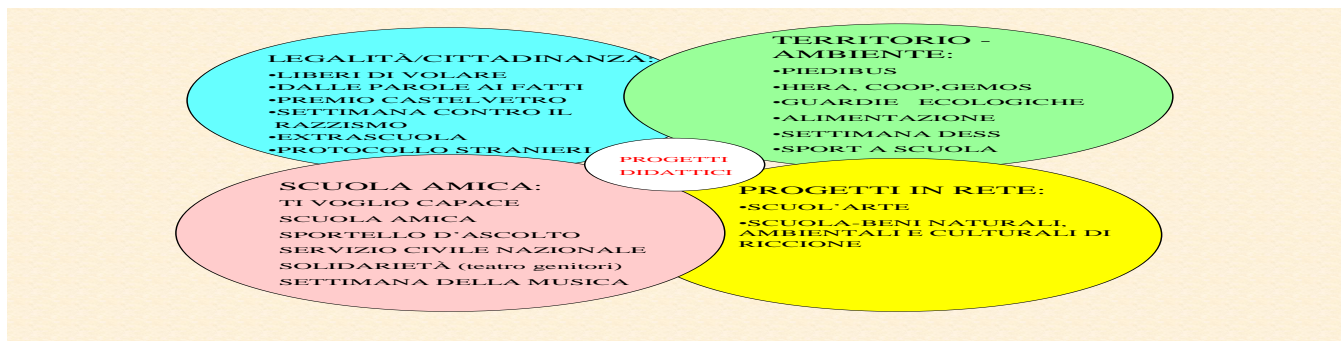 LEGALITÀ/CITTADINANZA:
•LIBERI DI VOLARE
•DALLE PAROLE AI FATTI
•PREMIO CASTELVETRO
•SETTIMANA CONTRO IL
RAZZISMO
•EXTRASCUOLA
•PROTOCOLLO STRANIERI
TERRITORIO -
AMBIENTE:
•PIEDIBUS
•HERA, COOP,GEMOS
•GUARDIE ECOLOGICHE
•ALIMENTAZIONE
•SETTIMANA DESS
•SPORT A SCUOLA
PROGETTI
DIDATTICI
SCUOLA AMICA:
TI VOGLIO CAPACE
SCUOLA AMICA
SPORTELLO D'ASCOLTO
SERVIZIO CIVILE NAZIONALE
SOLIDARIETÀ (teatro genitori)
SETTIMANA DELLA MUSICA
PROGETTI IN RETE:
•SCUOL'ARTE
•SCUOLA-BENI NATURALI,
AMBIENTALI E CULTURALI DI
RICCIONE